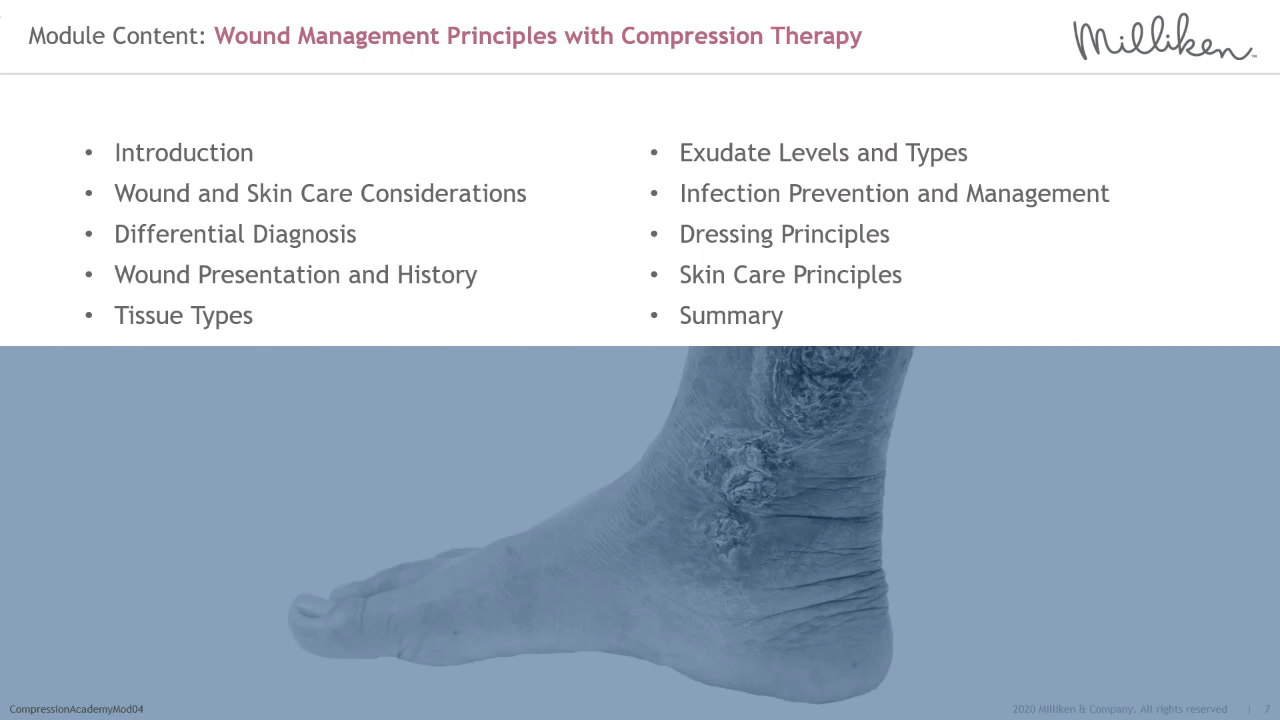 Module Content: Wound Management Principles with Compression Therapy
Milliken™
• Introduction
• Wound and Skin Care Considerations
• Differential Diagnosis
• Wound Presentation and History
• Tissue Types
• Exudate Levels and Types
• Infection Prevention and Management
• Dressing Principles
• Skin Care Principles
• Summary
CompressionAcademyMod04
2020 Milliken & Company. All rights reserved | 7